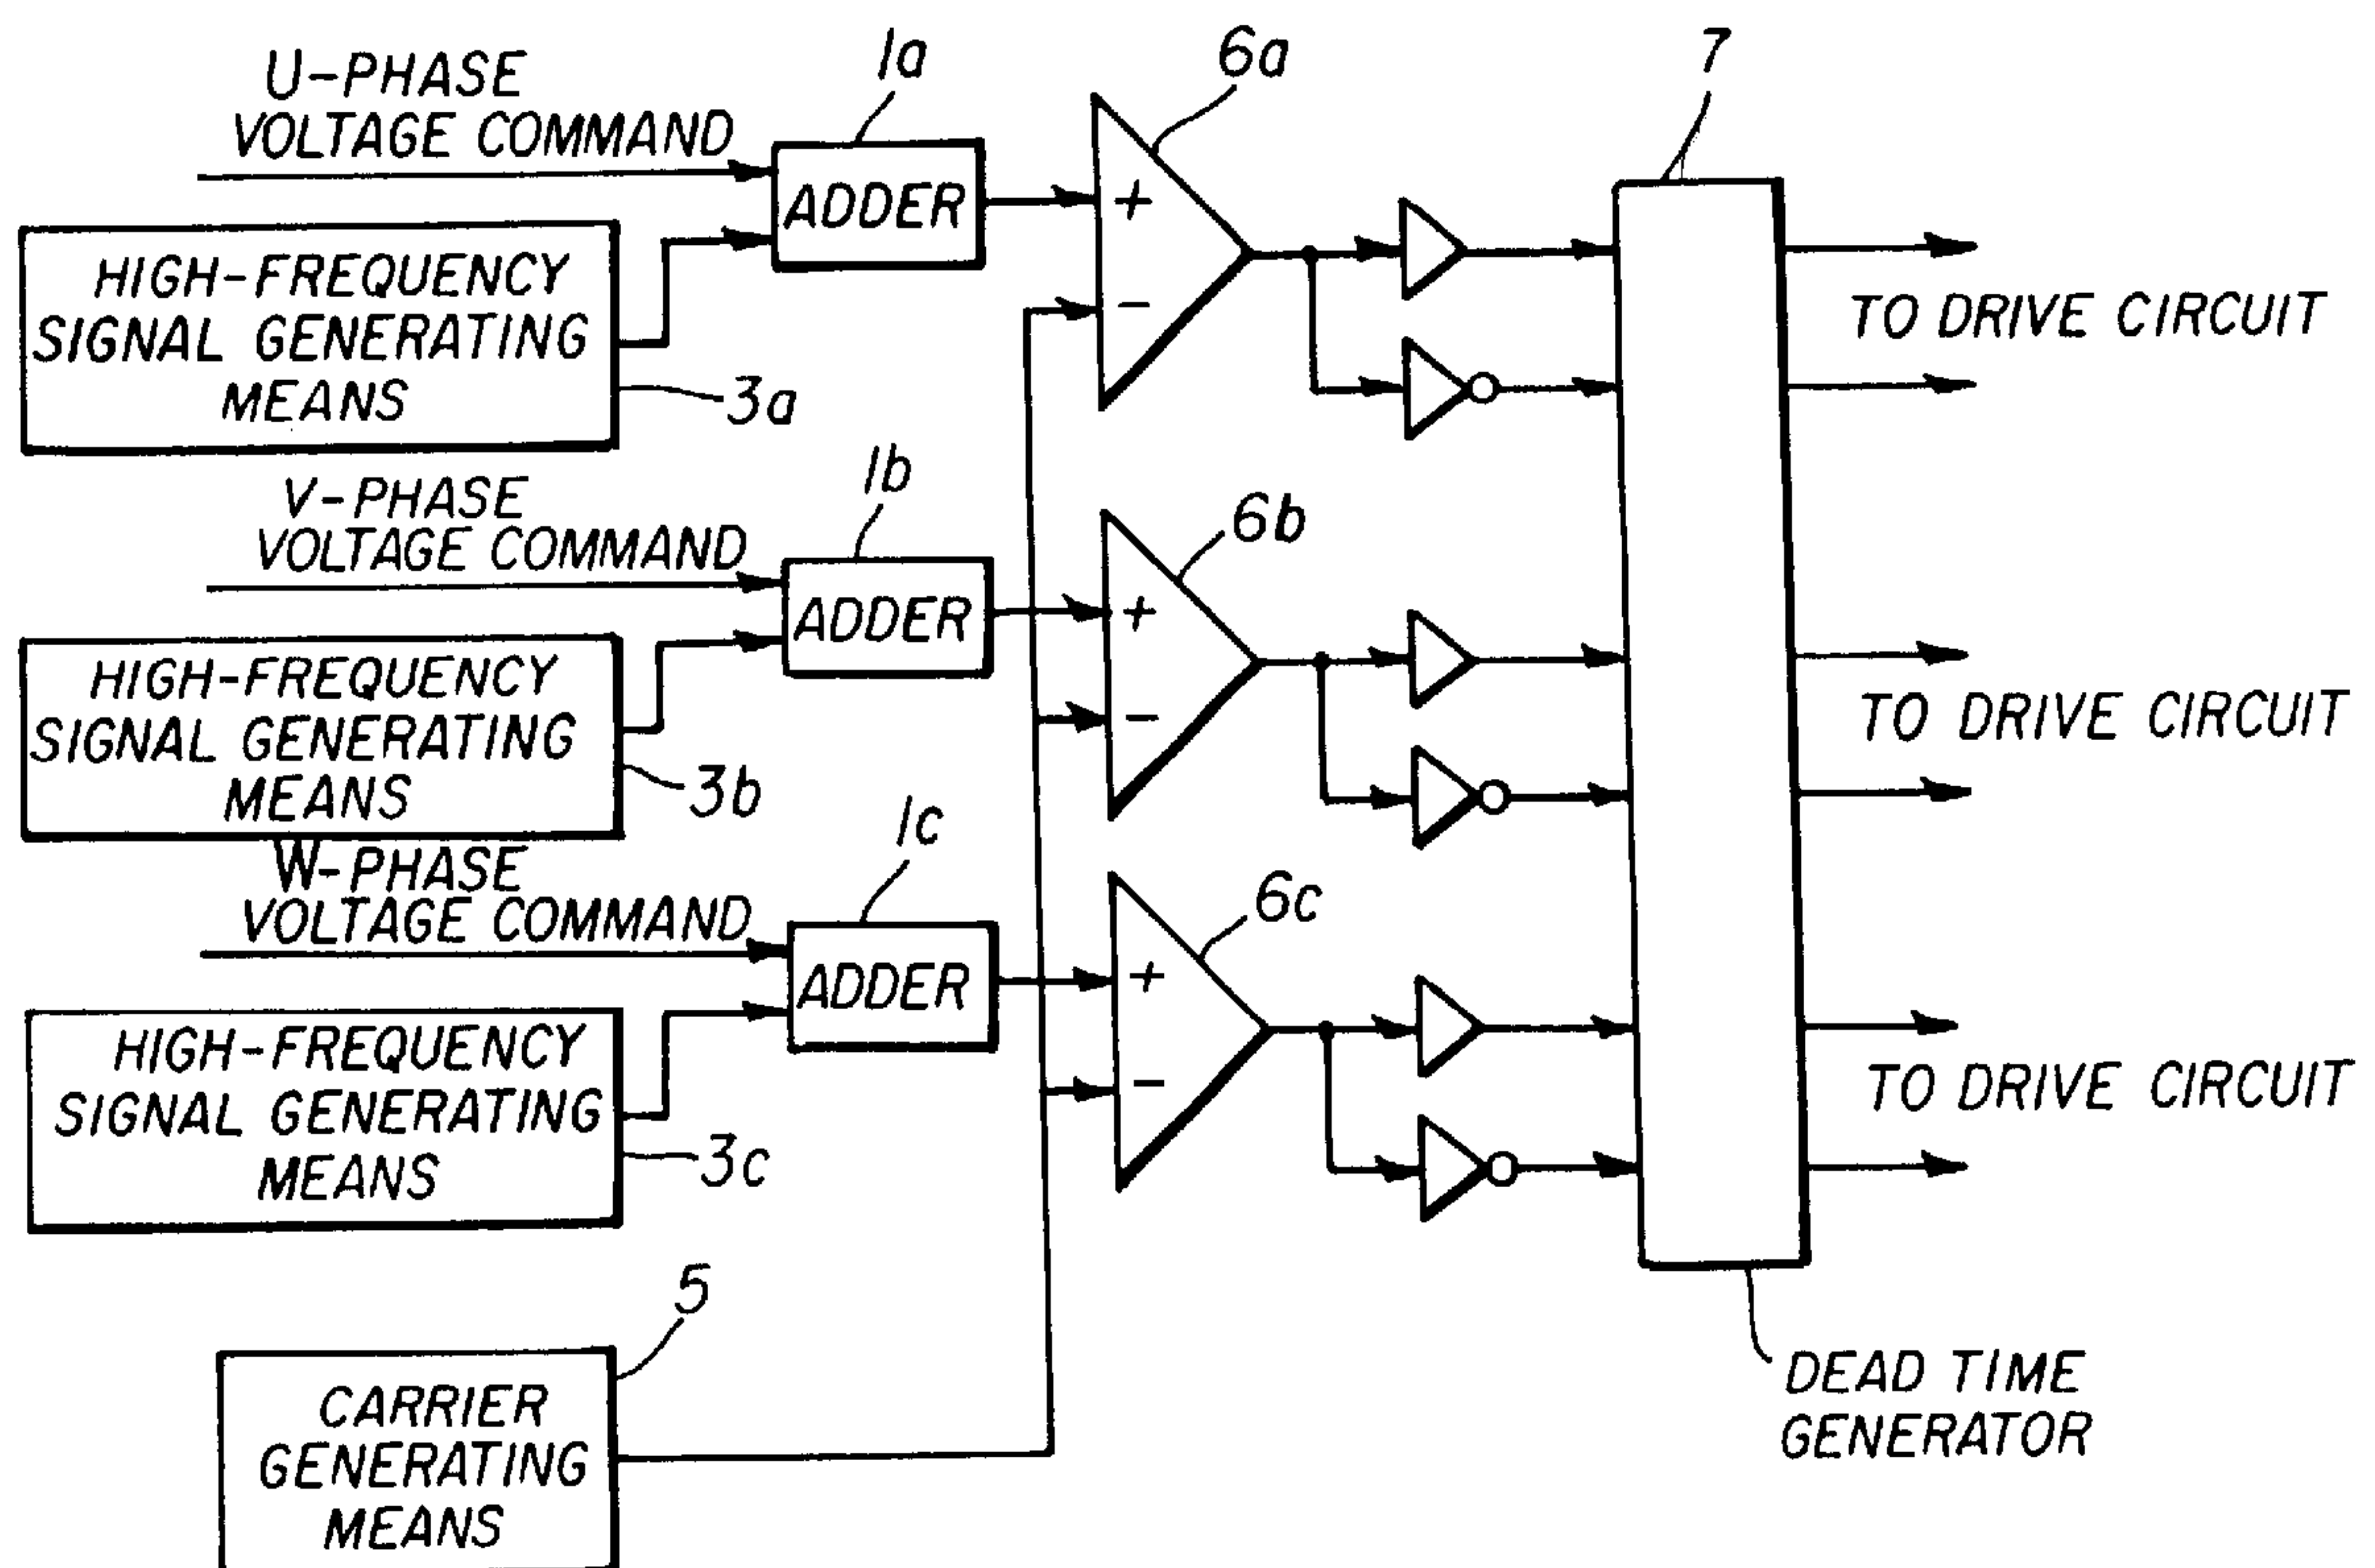 U-PHASE
VOLTAGE COMMAND
1a
ADDER
6a
+
-
7
HIGH-FREQUENCY
SIGNAL GENERATING
MEANS
3a
TO DRIVE CIRCUIT
V-PHASE
VOLTAGE COMMAND
1b
ADDER
6b
+
-
HIGH-FREQUENCY
SIGNAL GENERATING
MEANS
3b
TO DRIVE CIRCUIT
W-PHASE
VOLTAGE COMMAND
1c
ADDER
6c
+
-
HIGH-FREQUENCY
SIGNAL GENERATING
MEANS
3c
TO DRIVE CIRCUIT
5
CARRIER
GENERATING
MEANS
DEAD TIME
GENERATOR